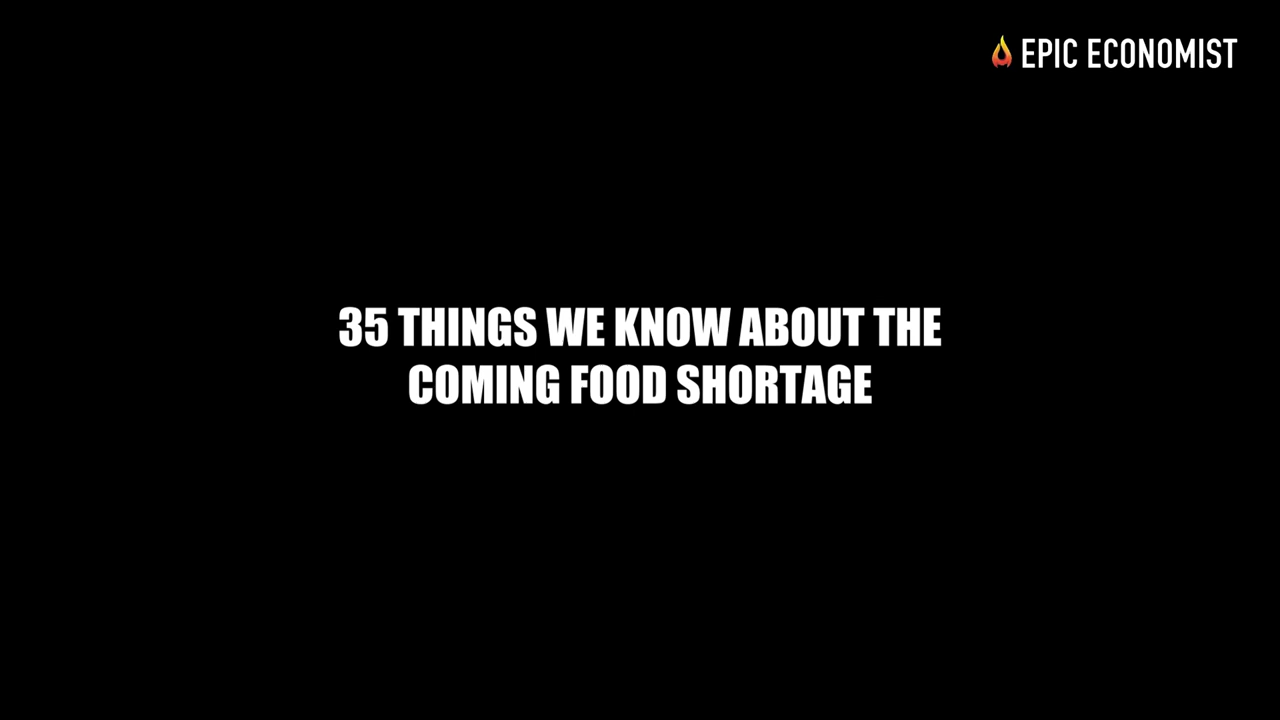 EPIC ECONOMIST
35 THINGS WE KNOW ABOUT THE
COMING FOOD SHORTAGE